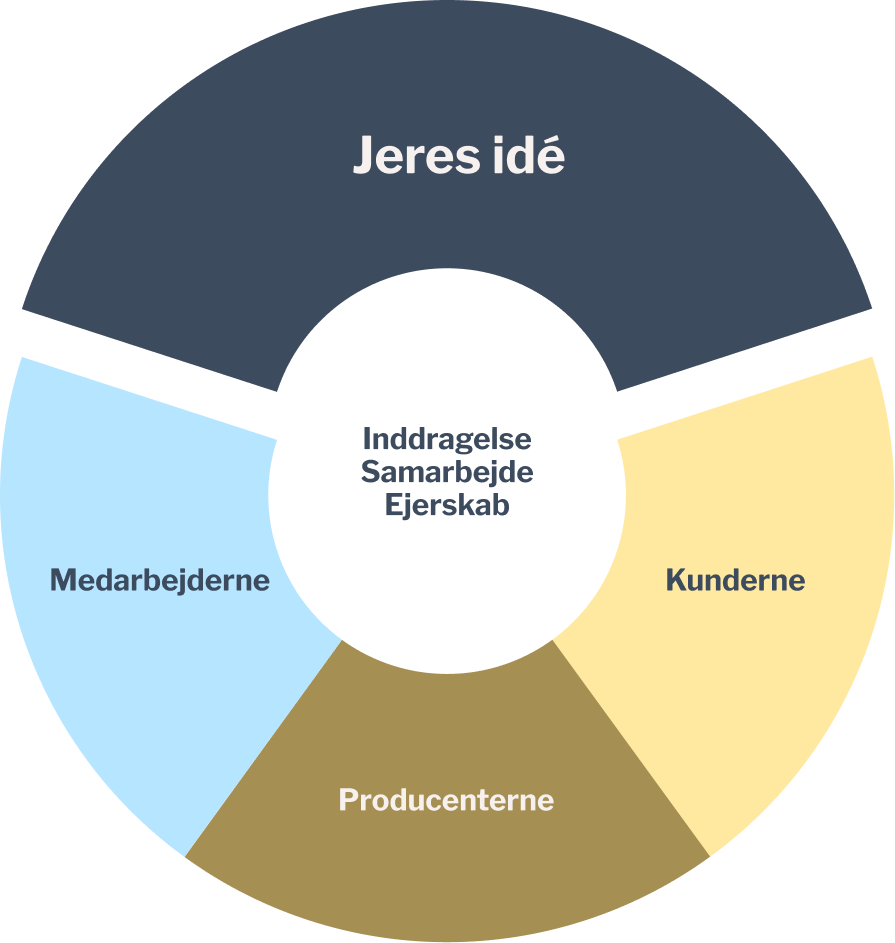 Jeres idé
Inddragelse
Samarbejde
Ejerskab
Medarbejderne
Kunderne
Producenterne